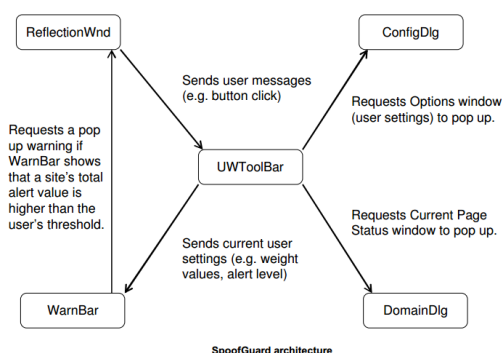 ReflectionWnd
ConfigDlg
Sends user messages
(e.g. button click)
Requests Options window
(user settings) to pop up.
Requests a pop
up warning if
WarnBar shows
that a site's total
alert value is
higher than the
user's threshold.
UWToolBar
Requests Current Page
Status window to pop up.
Sends current user
settings (e.g. weight
values, alert level)
WarnBar
DomainDlg
SpoofGuard architecture